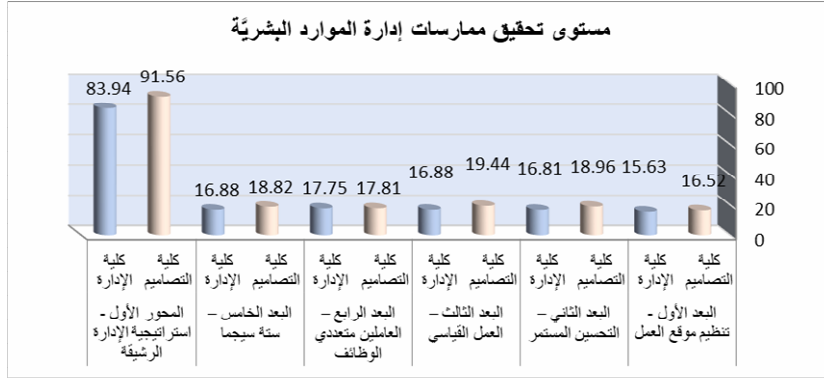 مستوى تحقيق ممارسات إدارة الموارد البشريَّة
100
80
60
40
20
0
83.94
91.56
16.88
18.82
17.75
17.81
16.88
19.44
16.81
18.96
15.63
16.52
كلية التصاميم
كلية الإدارة
كلية التصاميم
كلية الإدارة
كلية التصاميم
كلية الإدارة
كلية التصاميم
كلية الإدارة
كلية التصاميم
كلية الإدارة
كلية التصاميم
كلية الإدارة
البعد الأول -
تنظيم موقع العمل
البعد الثاني –
التحسين المستمر
البعد الثالث –
العمل القياسي
البعد الرابع –
العاملين متعددي
الوظائف
البعد الخامس –
ستة سيجما
المحور الأول -
استراتيجية الإدارة
الرشيقة